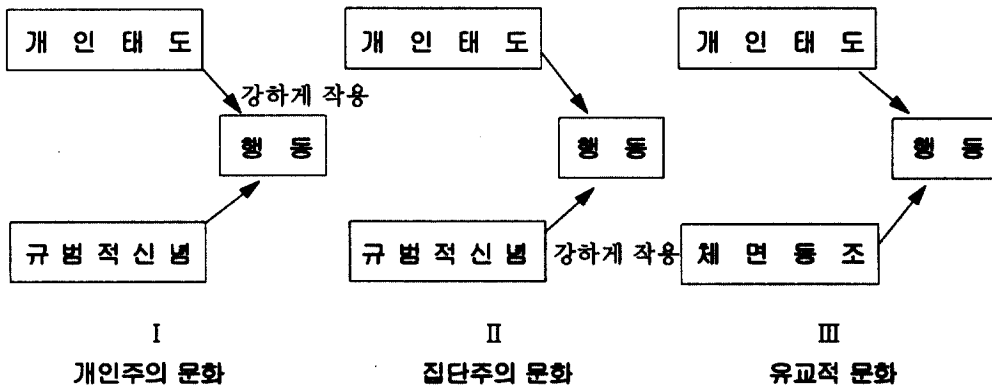 개 인 태 도
강하게 작용
행 동
규 범 적 신 념
Ⅰ
개인주의 문화
개 인 태 도
행 동
규 범 적 신 념
강하게 작용
Ⅱ
집단주의 문화
개 인 태 도
행 동
체 면 동 조
Ⅲ
유교적 문화